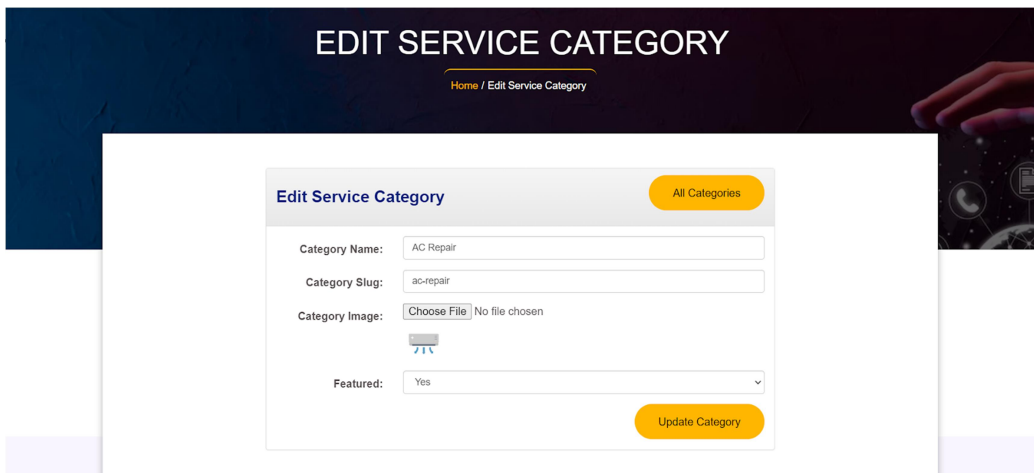 EDIT SERVICE CATEGORY
Home / Edit Service Category
Edit Service Category
All Categories
Category Name: AC Repair
Category Slug: ac-repair
Category Image: Choose File No file chosen
Featured: Yes
Update Category